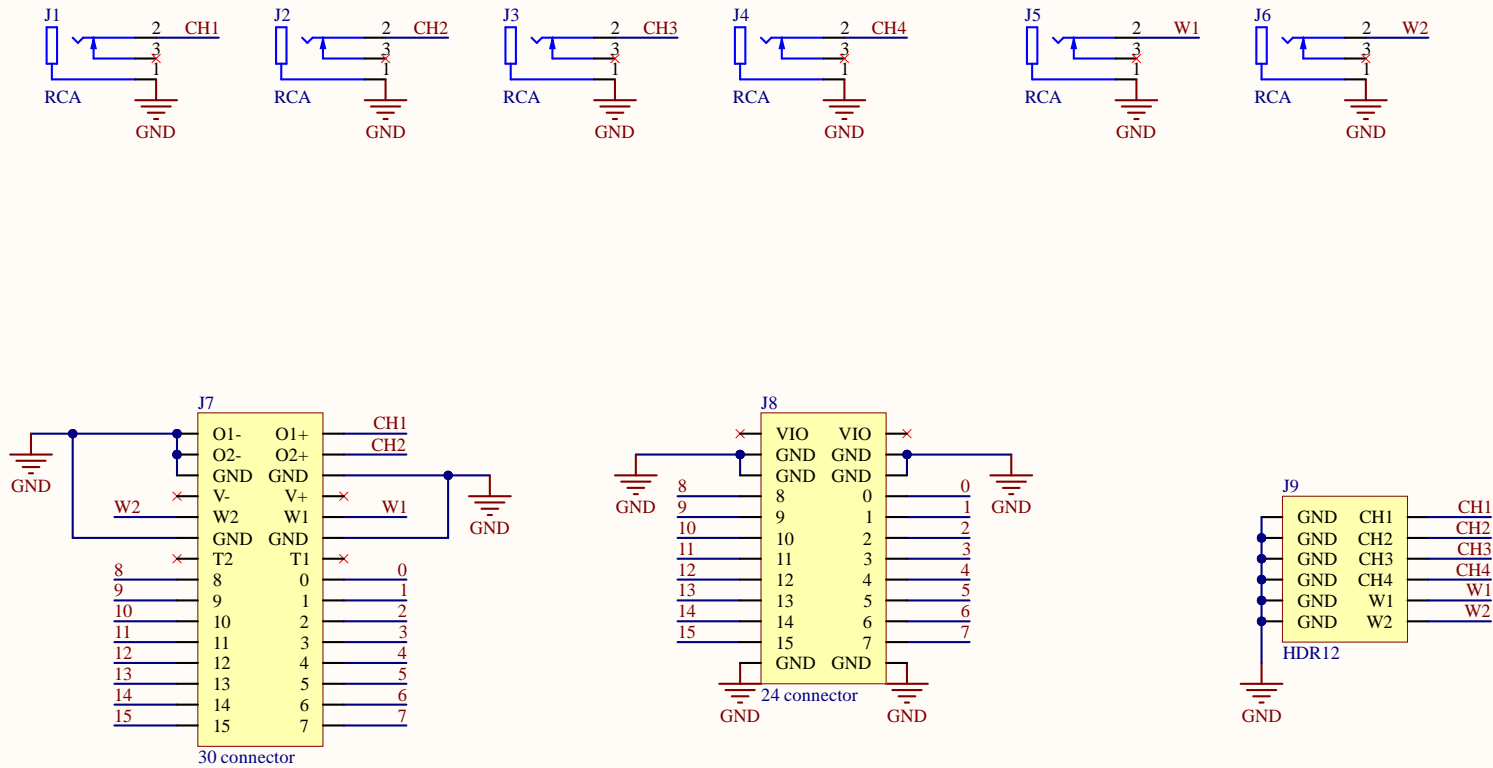 J1 J2 J3 J4 J5 J6
2 CH1 2 CH2 2 CH3 2 CH4 2 W1 2 W2
3 3 3 3 3 3
1 1 1 1 1 1
RCA RCA RCA RCA RCA RCA
GND GND GND GND GND GND
J7
O1- O1+ CH1
O2- O2+ CH2
GND GND
GND
V- V+
GND
W2 W2 W1 W1
GND GND
T2 T1
8 8 0 0
9 9 1 1
10 10 2 2
11 11 3 3
12 12 4 4
13 13 5 5
14 14 6 6
15 15 7 7
30 connector
J8
VIO VIO
GND GND
GND GND
GND GND
8 8 0 0
9 9 1 1
10 10 2 2
11 11 3 3
12 12 4 4
13 13 5 5
14 14 6 6
15 15 7 7
GND GND
24 connector
GND GND
J9
GND CH1 CH1
GND CH2 CH2
GND CH3 CH3
GND CH4 CH4
GND W1 W1
GND W2 W2
HDR12
GND